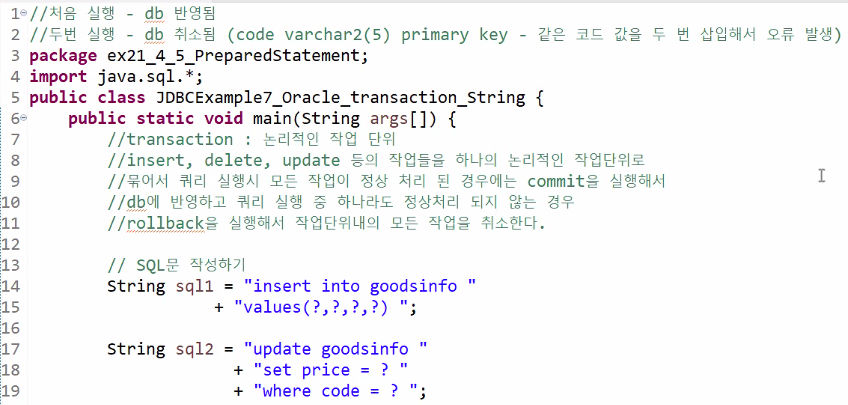 1 //처음 실행 - db 반영됨
2 //두번 실행 - db 취소됨 (code varchar2(5) primary key - 같은 코드 값을 두 번 삽입해서 오류 발생)
3 package ex21_4_5_PreparedStatement;
4 import java.sql.*;
5 public class JDBCExample7_Oracle_transaction_String {
6 public static void main(String args[]) {
7 //transaction : 논리적인 작업 단위
8 //insert, delete, update 등의 작업들을 하나의 논리적인 작업단위로
9 //묶어서 쿼리 실행시 모든 작업이 정상 처리 된 경우에는 commit을 실행해서
10 //db에 반영하고 쿼리 실행 중 하나라도 정상처리 되지 않는 경우
11 //rollback을 실행해서 작업단위내의 모든 작업을 취소한다.
12
13 // SQL문 작성하기
14 String sql1 = "insert into goodsinfo "
15 + "values(?,?,?,?) ";
16
17 String sql2 = "update goodsinfo "
18 + "set price = ? "
19 + "where code = ? ";